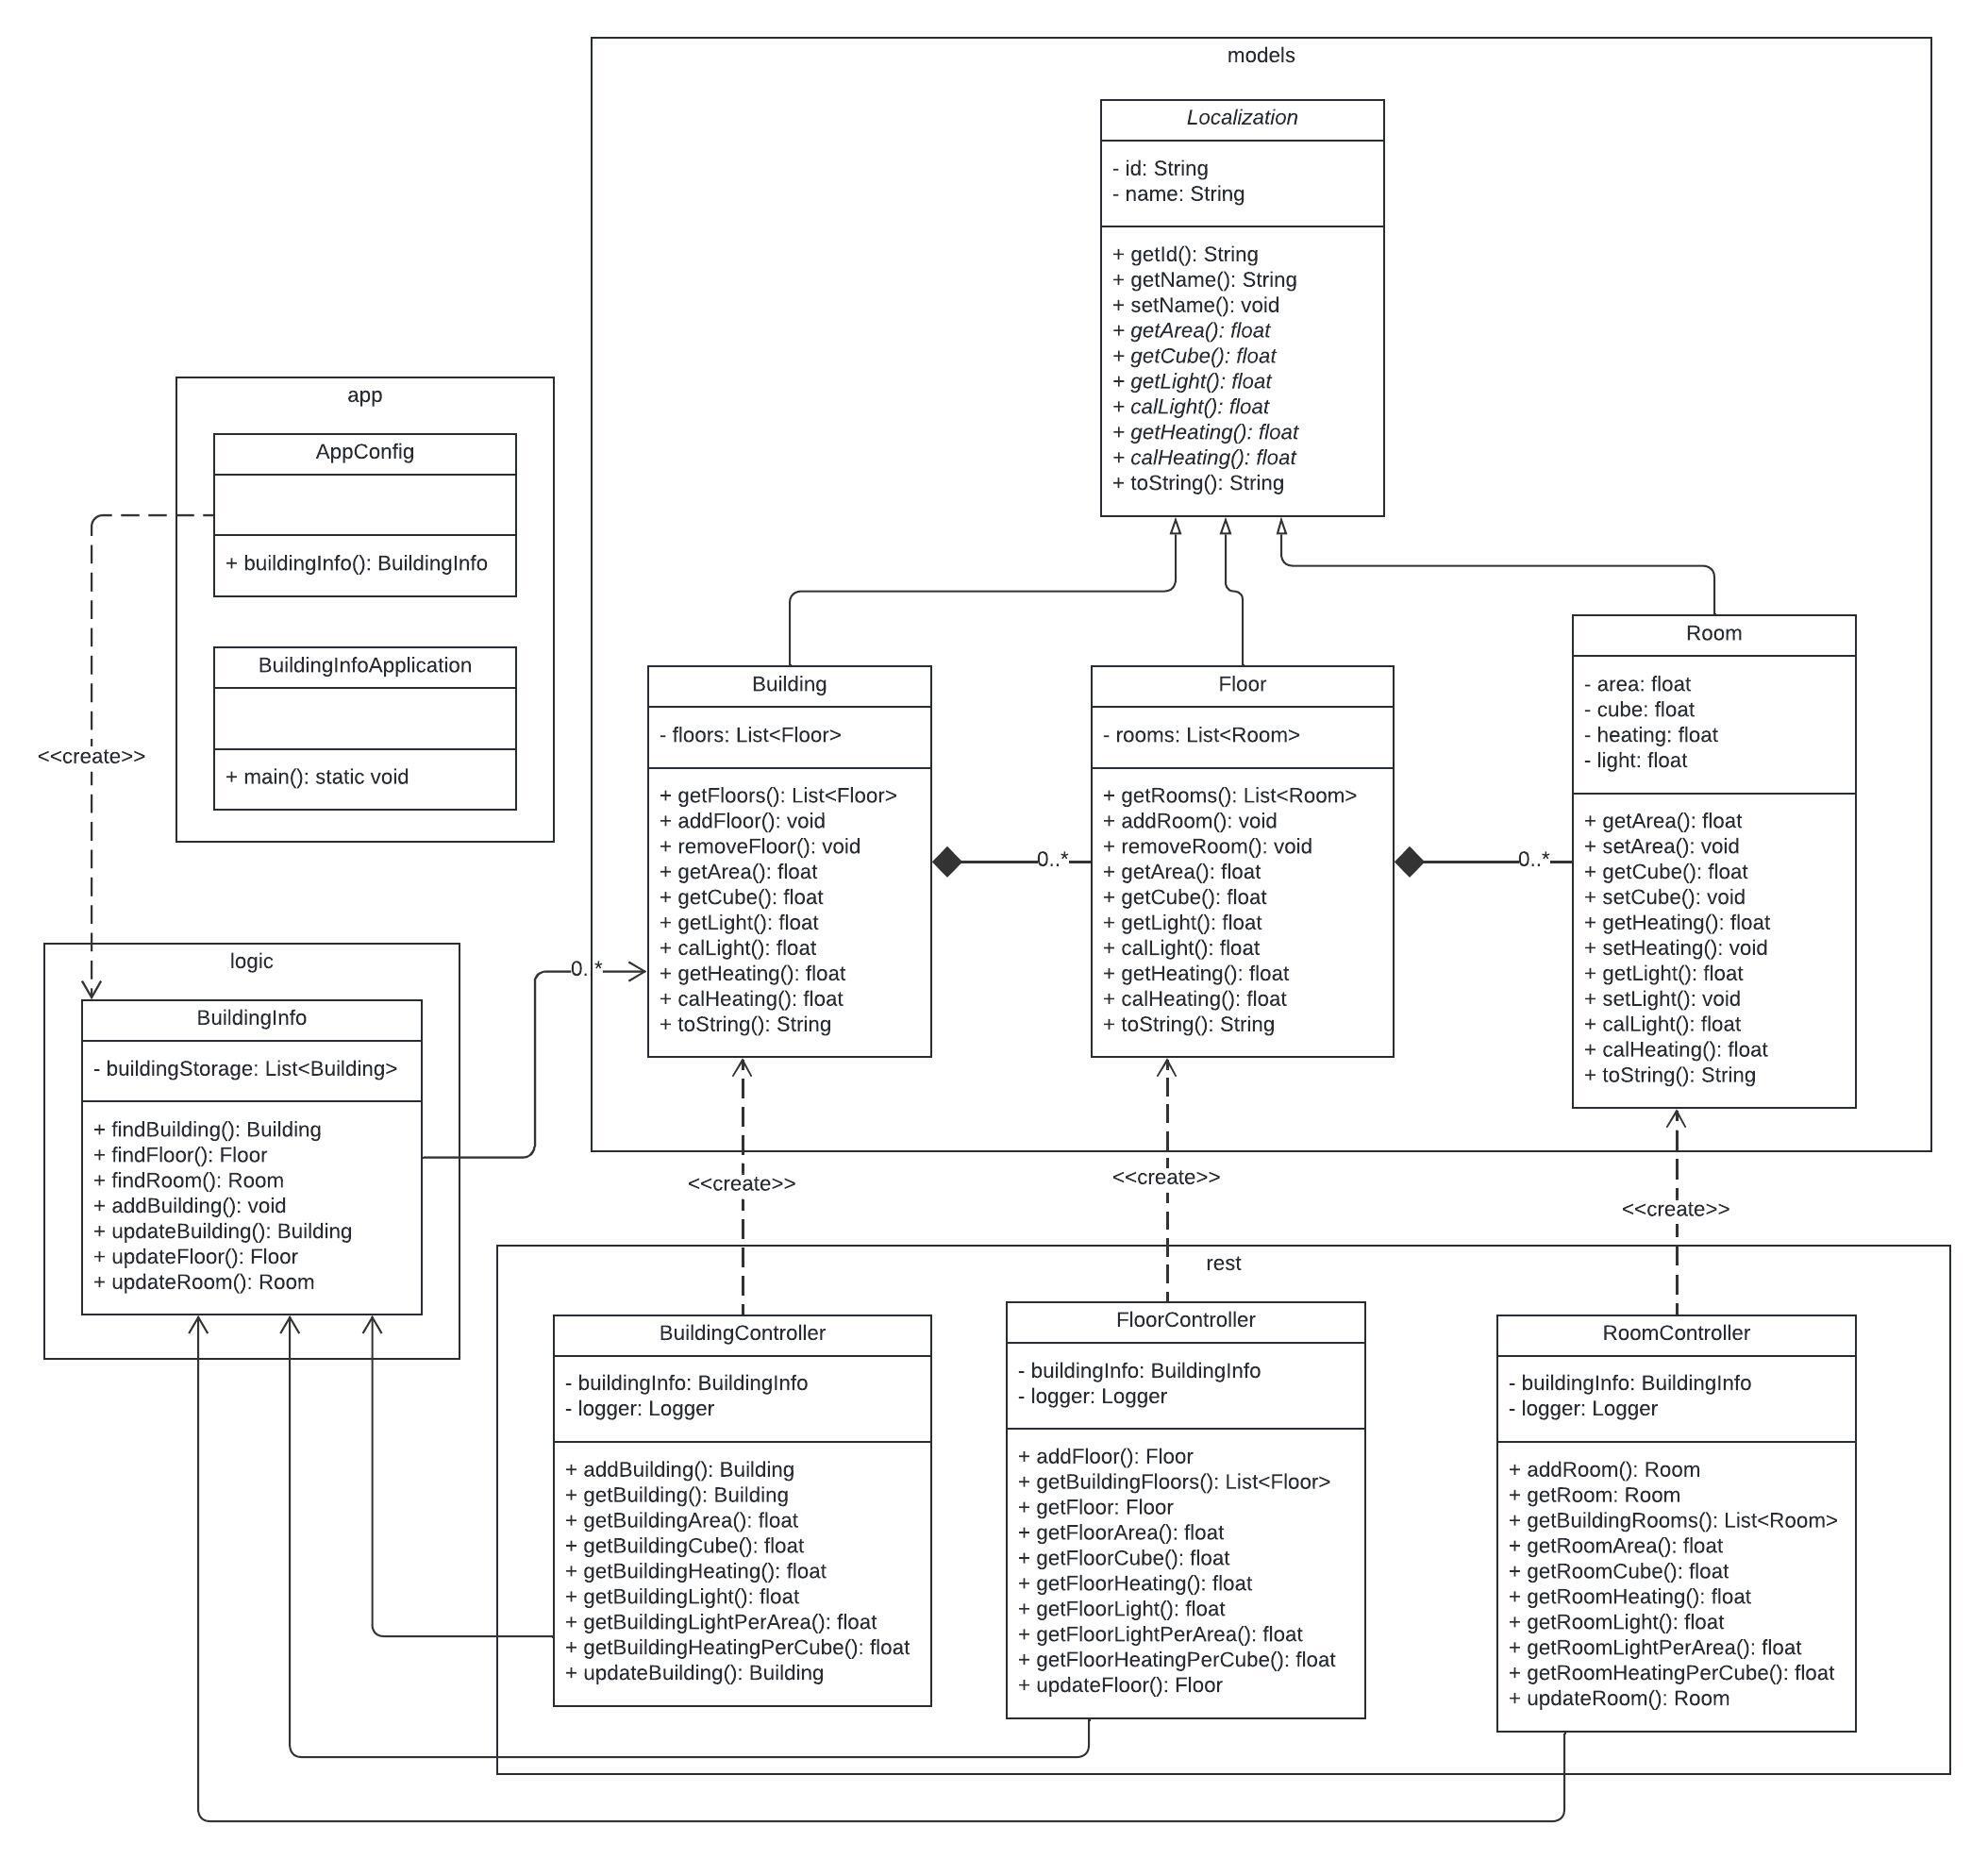 models
Localization
- id: String
- name: String
+ getId(): String
+ getName(): String
+ setName(): void
+ getArea(): float
+ getCube(): float
+ getLight(): float
+ calLight(): float
+ getHeating(): float
+ calHeating(): float
+ toString(): String
app
AppConfig
+ buildingInfo(): BuildingInfo
BuildingInfoApplication
+ main(): static void
<<create>>
Building
- floors: List<Floor>
+ getFloors(): List<Floor>
+ addFloor(): void
+ removeFloor(): void
+ getArea(): float
+ getCube(): float
+ getLight(): float
+ calLight(): float
+ getHeating(): float
+ calHeating(): float
+ toString(): String
0..*
Floor
- rooms: List<Room>
+ getRooms(): List<Room>
+ addRoom(): void
+ removeRoom(): void
+ getArea(): float
+ getCube(): float
+ getLight(): float
+ calLight(): float
+ getHeating(): float
+ calHeating(): float
+ toString(): String
0..*
Room
- area: float
- cube: float
- heating: float
- light: float
+ getArea(): float
+ setArea(): void
+ getCube(): float
+ setCube(): void
+ getHeating(): float
+ setHeating(): void
+ getLight(): float
+ setLight(): void
+ calLight(): float
+ calHeating(): float
+ toString(): String
logic
BuildingInfo
- buildingStorage: List<Building>
+ findBuilding(): Building
+ findFloor(): Floor
+ findRoom(): Room
+ addBuilding(): void
+ updateBuilding(): Building
+ updateFloor(): Floor
+ updateRoom(): Room
0..*
<<create>>
<<create>>
<<create>>
rest
BuildingController
- buildingInfo: BuildingInfo
- logger: Logger
+ addBuilding(): Building
+ getBuilding(): Building
+ getBuildingArea(): float
+ getBuildingCube(): float
+ getBuildingHeating(): float
+ getBuildingLight(): float
+ getBuildingLightPerArea(): float
+ getBuildingHeatingPerCube(): float
+ updateBuilding(): Building
FloorController
- buildingInfo: BuildingInfo
- logger: Logger
+ addFloor(): Floor
+ getBuildingFloors(): List<Floor>
+ getFloor: Floor
+ getFloorArea(): float
+ getFloorCube(): float
+ getFloorHeating(): float
+ getFloorLight(): float
+ getFloorLightPerArea(): float
+ getFloorHeatingPerCube(): float
+ updateFloor(): Floor
RoomController
- buildingInfo: BuildingInfo
- logger: Logger
+ addRoom(): Room
+ getRoom: Room
+ getBuildingRooms(): List<Room>
+ getRoomArea(): float
+ getRoomCube(): float
+ getRoomHeating(): float
+ getRoomLight(): float
+ getRoomLightPerArea(): float
+ getRoomHeatingPerCube(): float
+ updateRoom(): Room